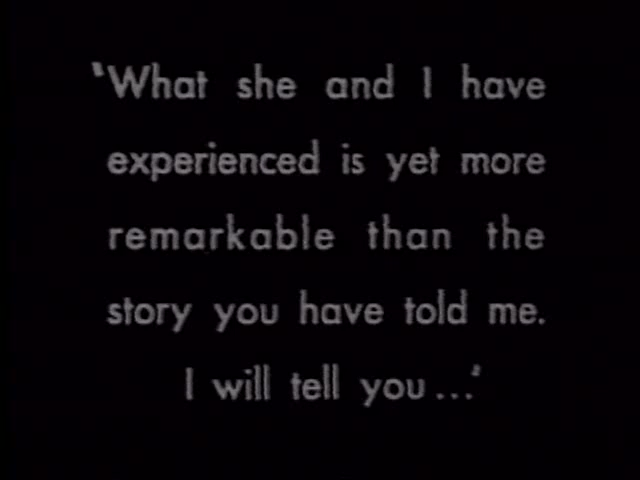 'What she and I have
experienced is yet more
remarkable than the
story you have told me.
I will tell you...'